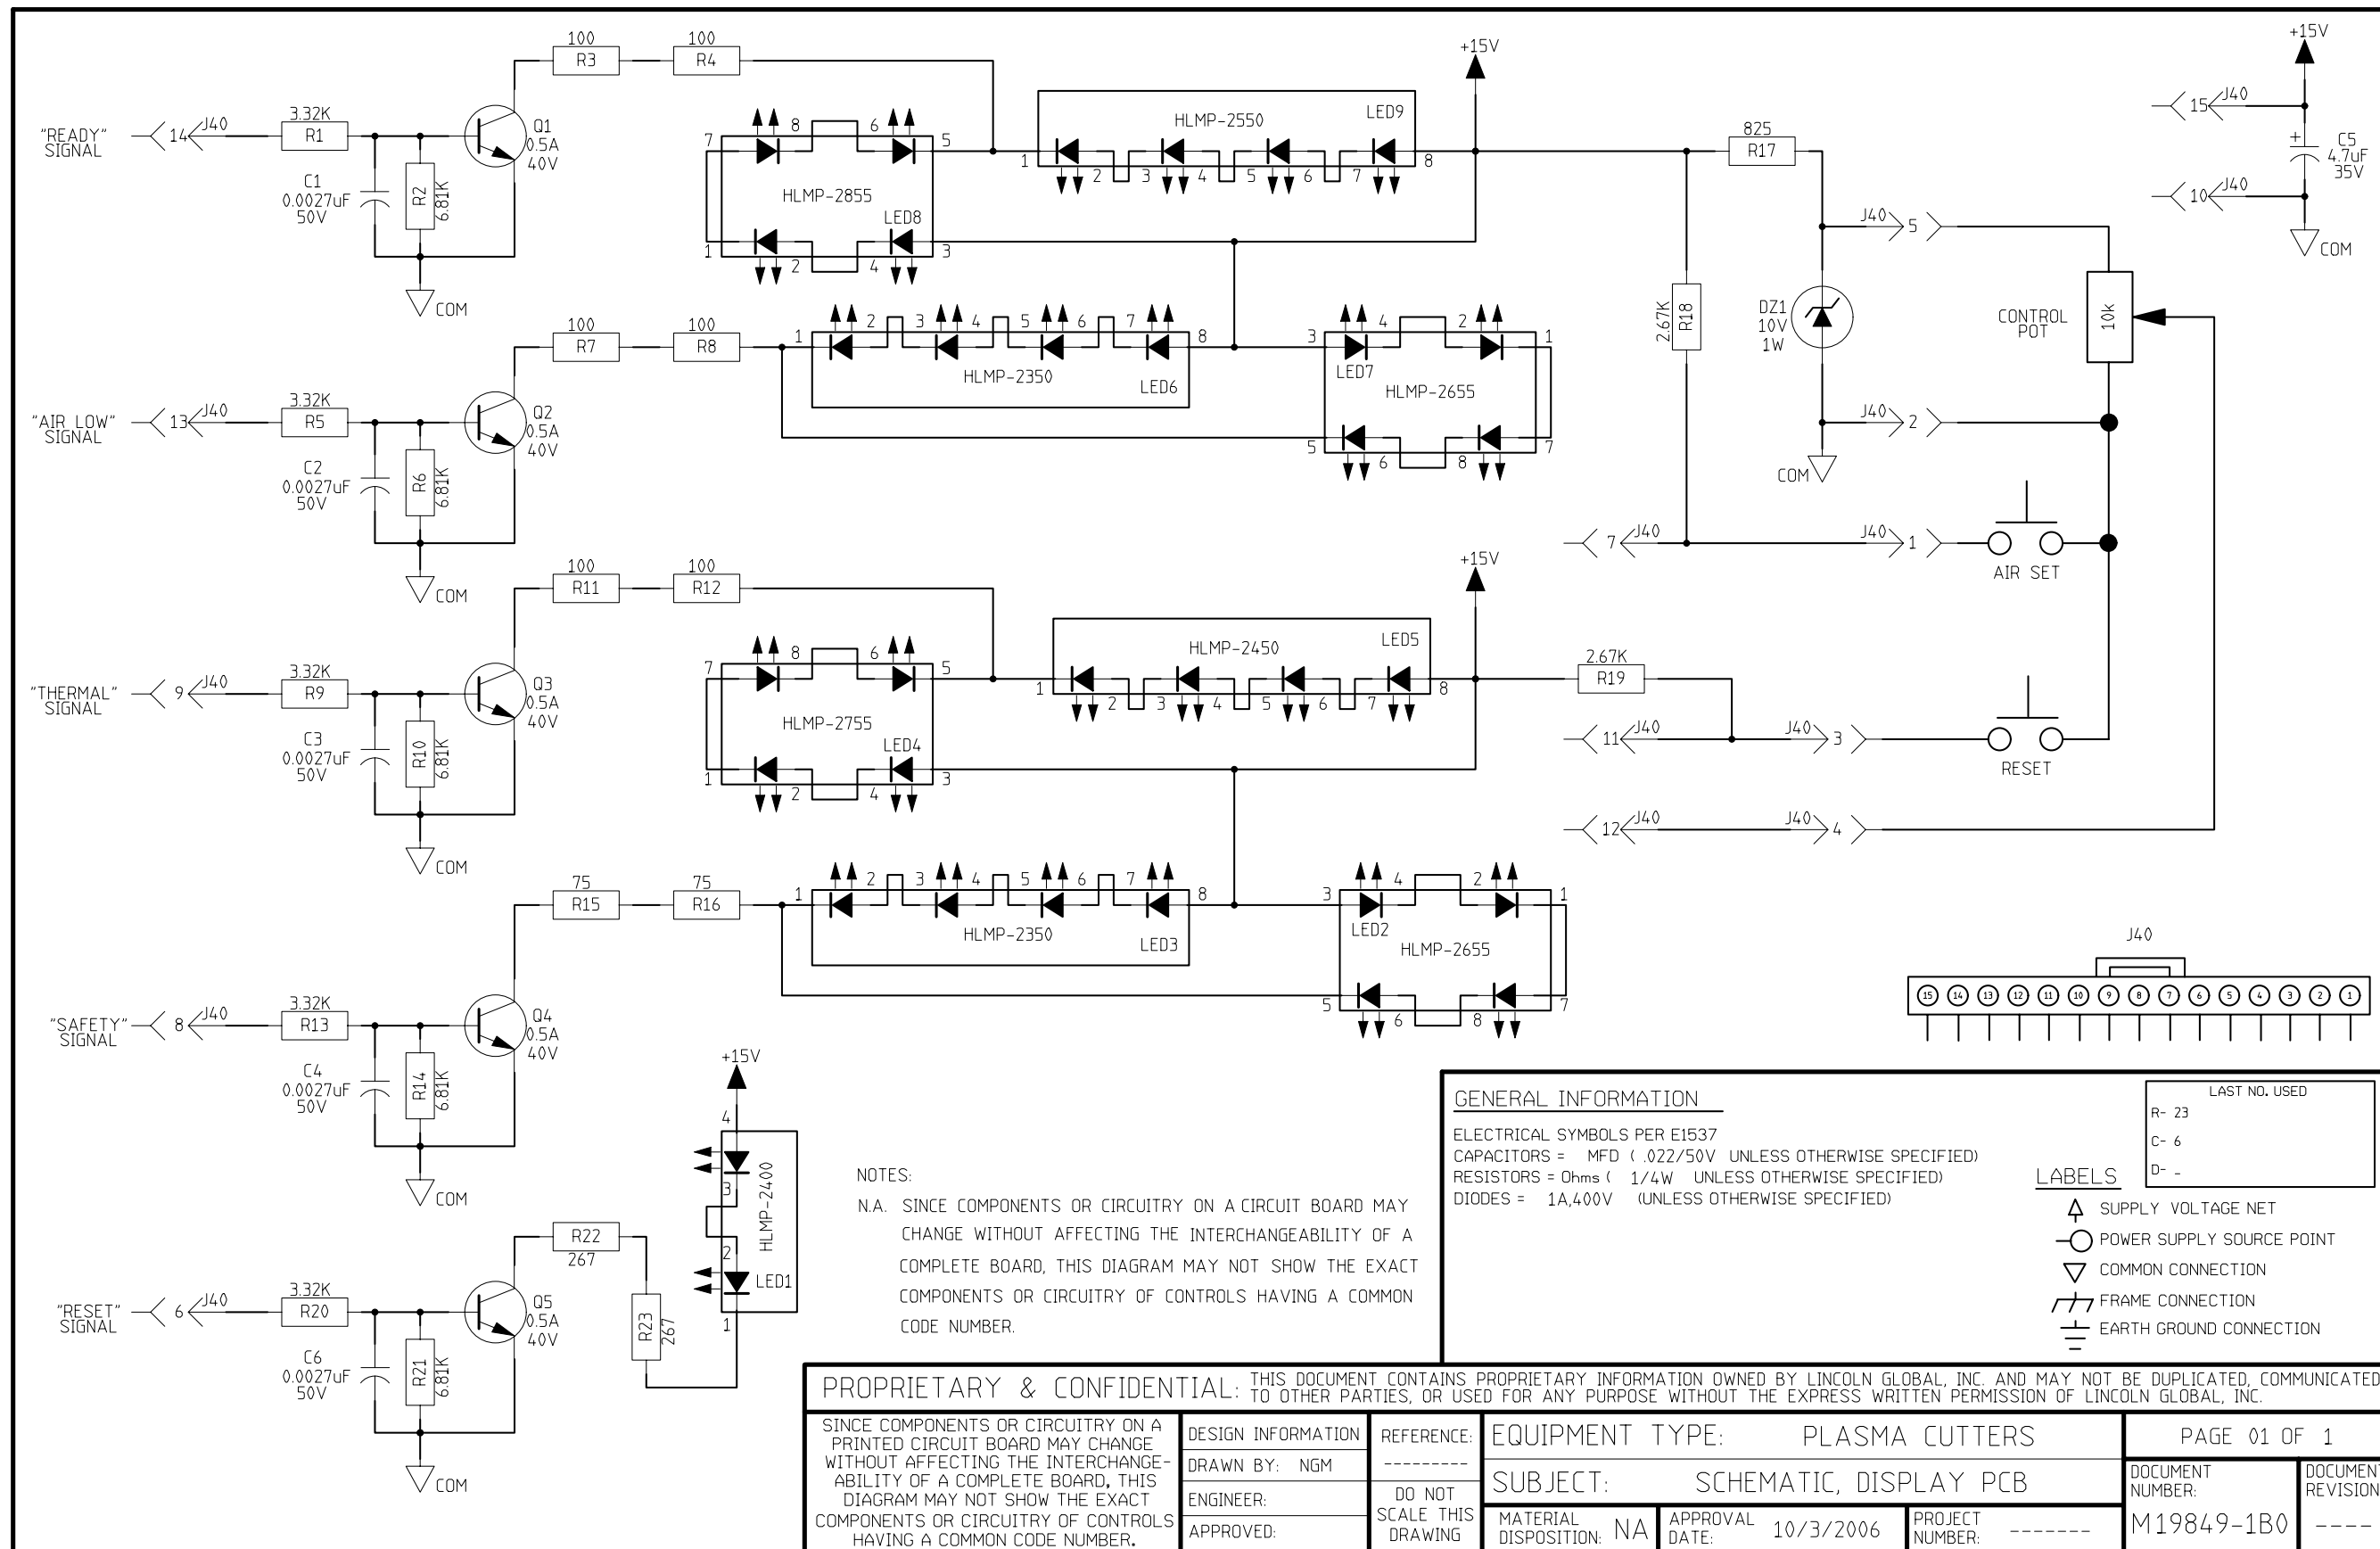 "READY"
SIGNAL
14
J40
3.32K
R1
C1
0.0027uF
50V
R2
6.81K
COM
Q1
0.5A
40V
100
R3
100
R4
7
8
6
5
HLMP-2855
LED8
1
2
4
3
HLMP-2550
LED9
1
2
3
4
5
6
7
8
+15V
825
R17
2.67K
R18
DZ1
10V
1W
COM
J40
5
CONTROL
POT
10k
J40
2
+15V
15
J40
+
C5
4.7uF
35V
10
J40
COM
"AIR LOW"
SIGNAL
13
J40
3.32K
R5
C2
0.0027uF
50V
R6
6.81K
COM
Q2
0.5A
40V
100
R7
100
R8
1
2
3
4
5
6
7
8
HLMP-2350
LED6
3
4
2
1
LED7
HLMP-2655
5
6
8
7
7
J40
J40
1
AIR SET
"THERMAL"
SIGNAL
9
J40
3.32K
R9
C3
0.0027uF
50V
R10
6.81K
COM
Q3
0.5A
40V
100
R11
100
R12
7
8
6
5
HLMP-2755
LED4
1
2
4
3
HLMP-2450
LED5
1
2
3
4
5
6
7
8
+15V
2.67K
R19
11
J40
J40
3
RESET
12
J40
J40
4
"SAFETY"
SIGNAL
8
J40
3.32K
R13
C4
0.0027uF
50V
R14
6.81K
COM
Q4
0.5A
40V
75
R15
75
R16
1
2
3
4
5
6
7
8
HLMP-2350
LED3
3
4
2
1
LED2
HLMP-2655
5
6
8
7
J40
15 14 13 12 11 10 9 8 7 6 5 4 3 2 1
"RESET"
SIGNAL
6
J40
3.32K
R20
C6
0.0027uF
50V
R21
6.81K
COM
Q5
0.5A
40V
R22
267
R23
267
+15V
4
3
2
1
HLMP-2400
LED1
NOTES:
N.A. SINCE COMPONENTS OR CIRCUITRY ON A CIRCUIT BOARD MAY
CHANGE WITHOUT AFFECTING THE INTERCHANGEABILITY OF A
COMPLETE BOARD, THIS DIAGRAM MAY NOT SHOW THE EXACT
COMPONENTS OR CIRCUITRY OF CONTROLS HAVING A COMMON
CODE NUMBER.
GENERAL INFORMATION
ELECTRICAL SYMBOLS PER E1537
CAPACITORS = MFD ( .022/50V UNLESS OTHERWISE SPECIFIED)
RESISTORS = Ohms ( 1/4W UNLESS OTHERWISE SPECIFIED)
DIODES = 1A,400V (UNLESS OTHERWISE SPECIFIED)
LAST NO. USED
R- 23
C- 6
D- _
LABELS
SUPPLY VOLTAGE NET
POWER SUPPLY SOURCE POINT
COMMON CONNECTION
FRAME CONNECTION
EARTH GROUND CONNECTION
PROPRIETARY & CONFIDENTIAL: THIS DOCUMENT CONTAINS PROPRIETARY INFORMATION OWNED BY LINCOLN GLOBAL, INC. AND MAY NOT BE DUPLICATED, COMMUNICATED
TO OTHER PARTIES, OR USED FOR ANY PURPOSE WITHOUT THE EXPRESS WRITTEN PERMISSION OF LINCOLN GLOBAL, INC.
SINCE COMPONENTS OR CIRCUITRY ON A
PRINTED CIRCUIT BOARD MAY CHANGE
WITHOUT AFFECTING THE INTERCHANGE-
ABILITY OF A COMPLETE BOARD, THIS
DIAGRAM MAY NOT SHOW THE EXACT
COMPONENTS OR CIRCUITRY OF CONTROLS
HAVING A COMMON CODE NUMBER.
DESIGN INFORMATION
DRAWN BY: NGM
ENGINEER:
APPROVED:
REFERENCE:
---------
DO NOT
SCALE THIS
DRAWING
EQUIPMENT TYPE: PLASMA CUTTERS
SUBJECT: SCHEMATIC, DISPLAY PCB
MATERIAL
DISPOSITION: NA
APPROVAL
DATE: 10/3/2006
PROJECT
NUMBER: -------
PAGE 01 OF 1
DOCUMENT
NUMBER:
M19849-1B0
DOCUMENT
REVISION
----